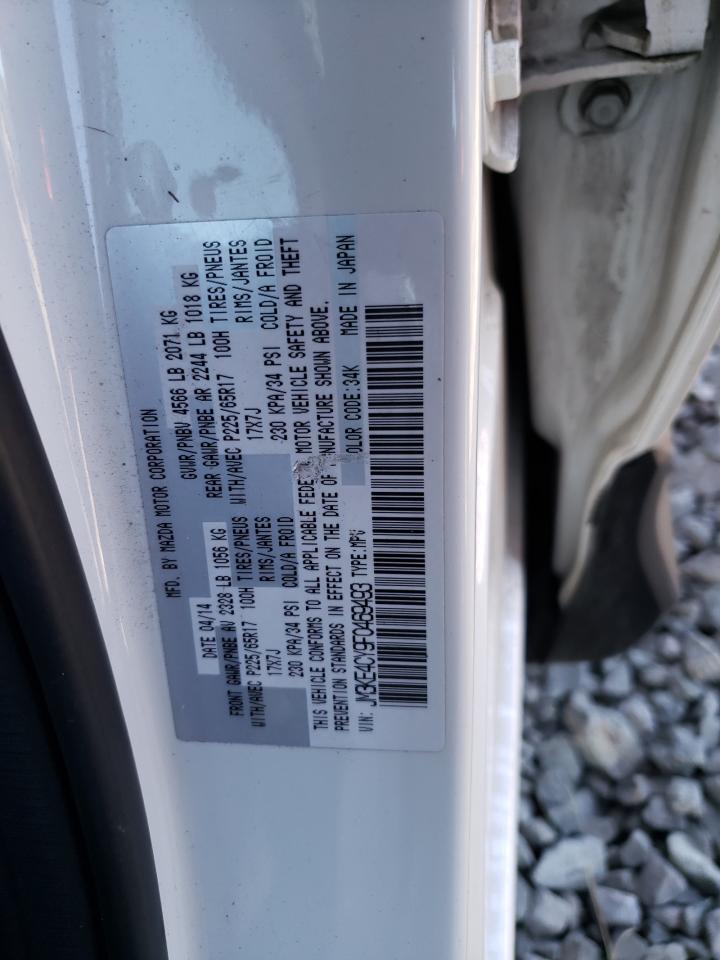 MFD. BY MAZDA MOTOR CORPORATION
DATE 04/14 GVWR/PNBV 4566 LB 2071 KG
FRONT GAWR/PNBE AV 2328 LB 1056 KG REAR GAWR/PNBE AR 2244 LB 1018 KG
WITH/AVEC P225/65R17 100H TIRES/PNEUS WITH/AVEC P225/65R17 100H TIRES/PNEUS
17X7J RIMS/JANTES 17X7J RIMS/JANTES
230 KPA/34 PSI COLD/A FROID 230 KPA/34 PSI COLD/A FROID
THIS VEHICLE CONFORMS TO ALL APPLICABLE FEDE MOTOR VEHICLE SAFETY AND THEFT
PREVENTION STANDARDS IN EFFECT ON THE DATE OF MANUFACTURE SHOWN ABOVE.
VIN: JM3KE4CY9F0469493 TYPE:MPV COLOR CODE:34K MADE IN JAPAN